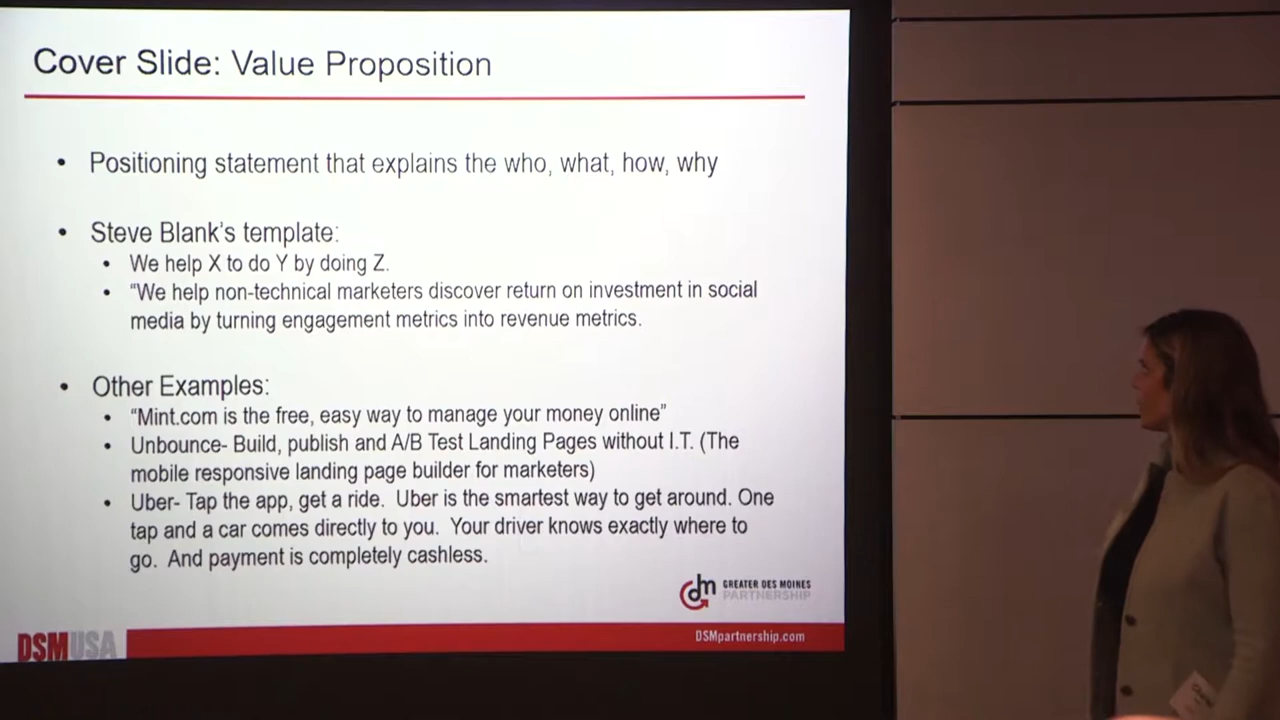 Cover Slide: Value Proposition
• Positioning statement that explains the who, what, how, why
• Steve Blank's template:
• We help X to do Y by doing Z.
• “We help non-technical marketers discover return on investment in social
media by turning engagement metrics into revenue metrics.
• Other Examples:
• “Mint.com is the free, easy way to manage your money online”
• Unbounce- Build, publish and A/B Test Landing Pages without I.T. (The
mobile responsive landing page builder for marketers)
• Uber- Tap the app, get a ride. Uber is the smartest way to get around. One
tap and a car comes directly to you. Your driver knows exactly where to
go. And payment is completely cashless.
dm GREATER DES MOINES
PARTNERSHIP
DSMUSA
DSMpartnership.com